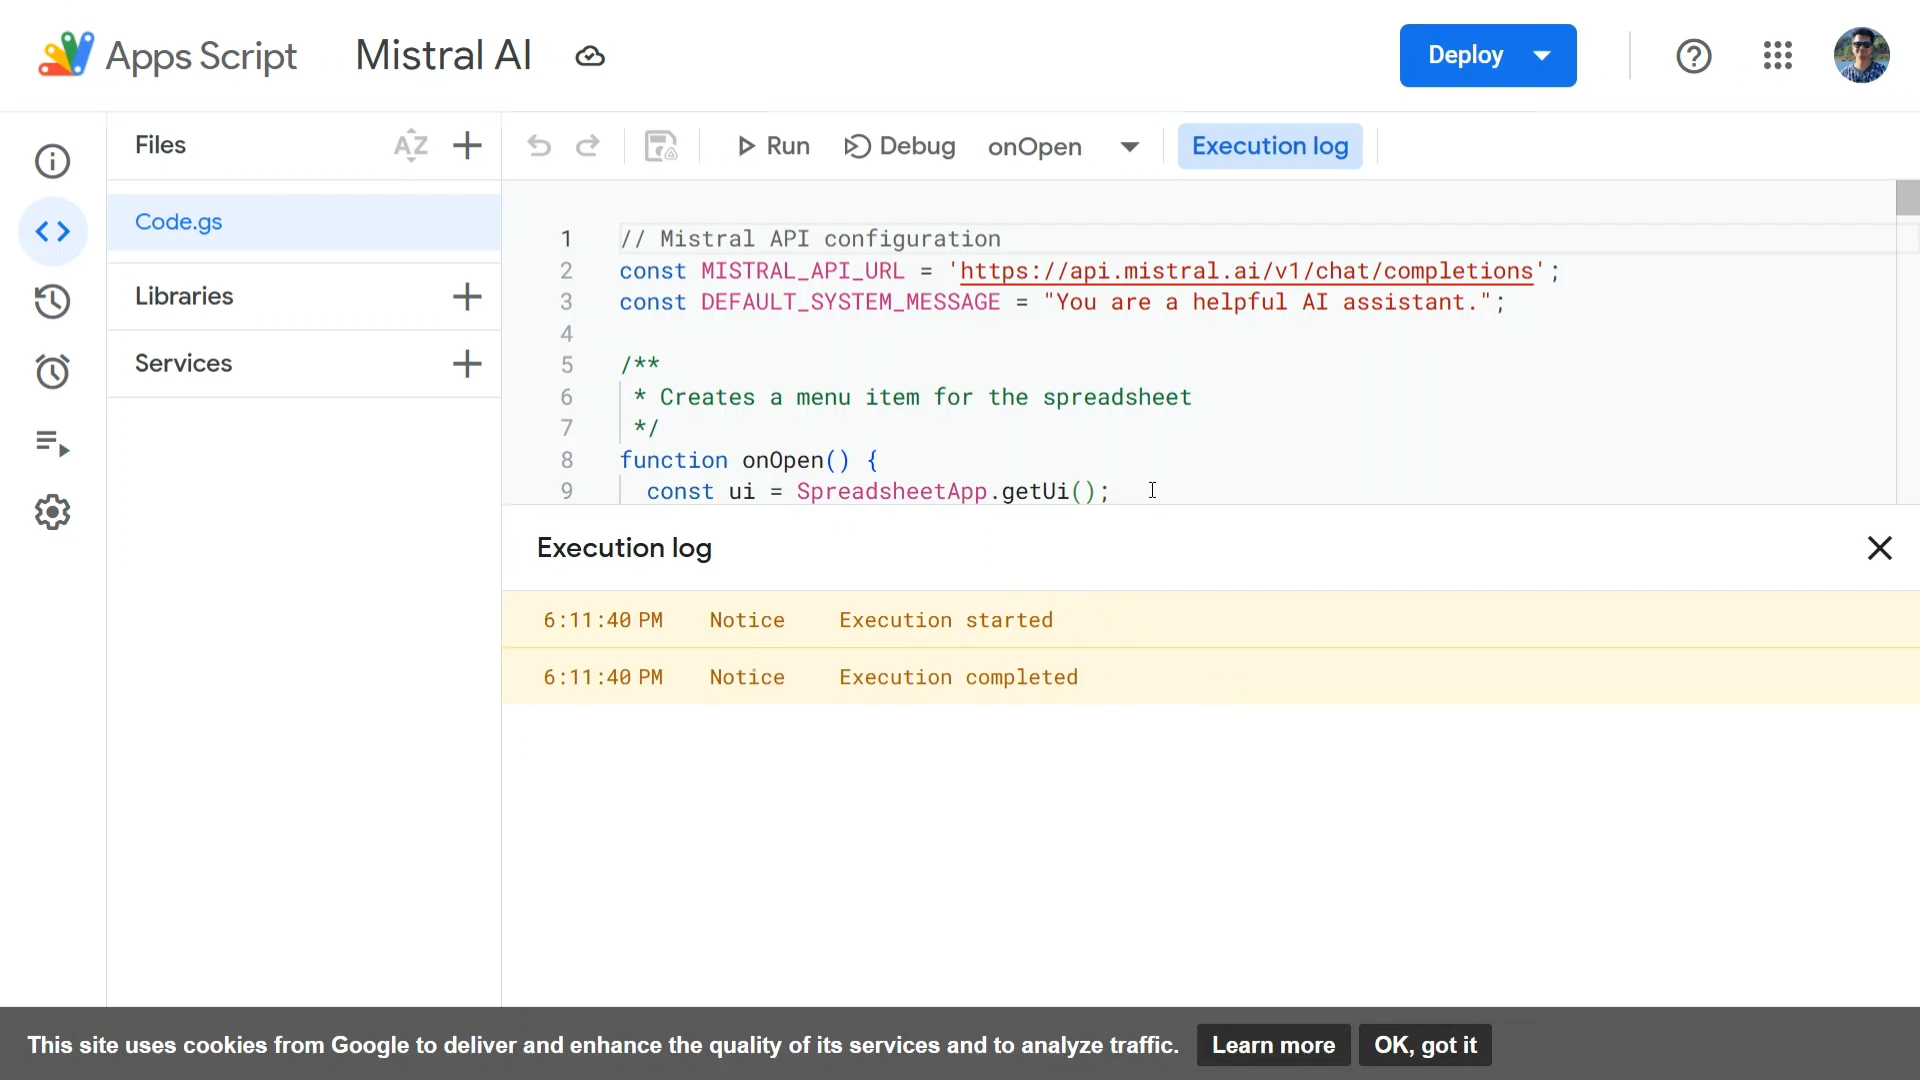 Apps Script Mistral AI
Deploy
Files
AZ
Run Debug onOpen Execution log
Code.gs
Libraries
Services
1 // Mistral API configuration
2 const MISTRAL_API_URL = 'https://api.mistral.ai/v1/chat/completions';
3 const DEFAULT_SYSTEM_MESSAGE = "You are a helpful AI assistant.";
4
5 /**
6 * Creates a menu item for the spreadsheet
7 */
8 function onOpen() {
9 const ui = SpreadsheetApp.getUi();
Execution log
6:11:40 PM Notice Execution started
6:11:40 PM Notice Execution completed
This site uses cookies from Google to deliver and enhance the quality of its services and to analyze traffic. Learn more OK, got it